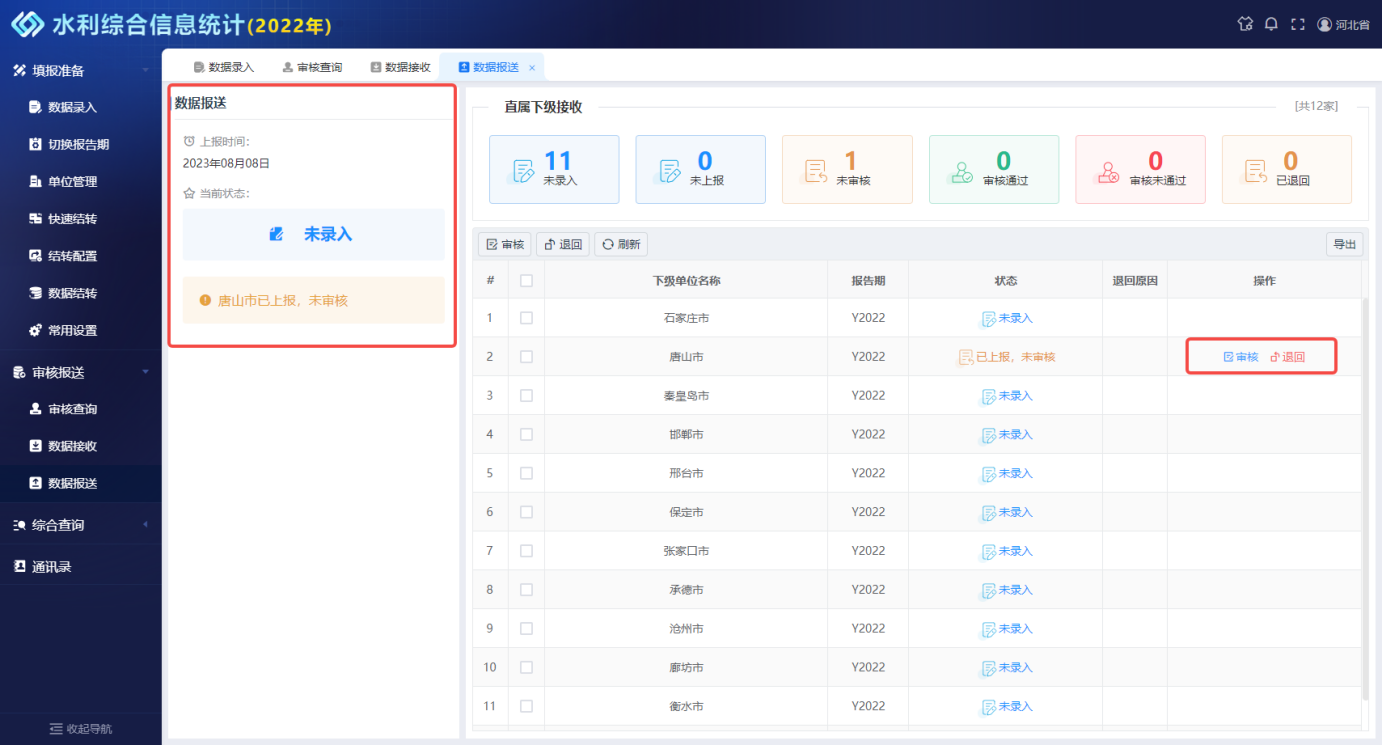 水利综合信息统计(2022年)
河北省
填报准备
数据录入
切换报告期
单位管理
快速结转
结转配置
数据结转
常用设置
审核报送
审核查询
数据接收
数据报送
综合查询
通讯录
收起导航
数据录入 审核查询 数据接收 数据报送 ×
数据报送
上报时间:
2023年08月08日
当前状态:
未录入
唐山市已上报，未审核
直属下级接收 [共12家]
11 未录入
0 未上报
1 未审核
0 审核通过
0 审核未通过
0 已退回
审核 退回 刷新 导出
# 下级单位名称 报告期 状态 退回原因 操作
1 石家庄市 Y2022 未录入
2 唐山市 Y2022 已上报，未审核 审核 退回
3 秦皇岛市 Y2022 未录入
4 邯郸市 Y2022 未录入
5 邢台市 Y2022 未录入
6 保定市 Y2022 未录入
7 张家口市 Y2022 未录入
8 承德市 Y2022 未录入
9 沧州市 Y2022 未录入
10 廊坊市 Y2022 未录入
11 衡水市 Y2022 未录入